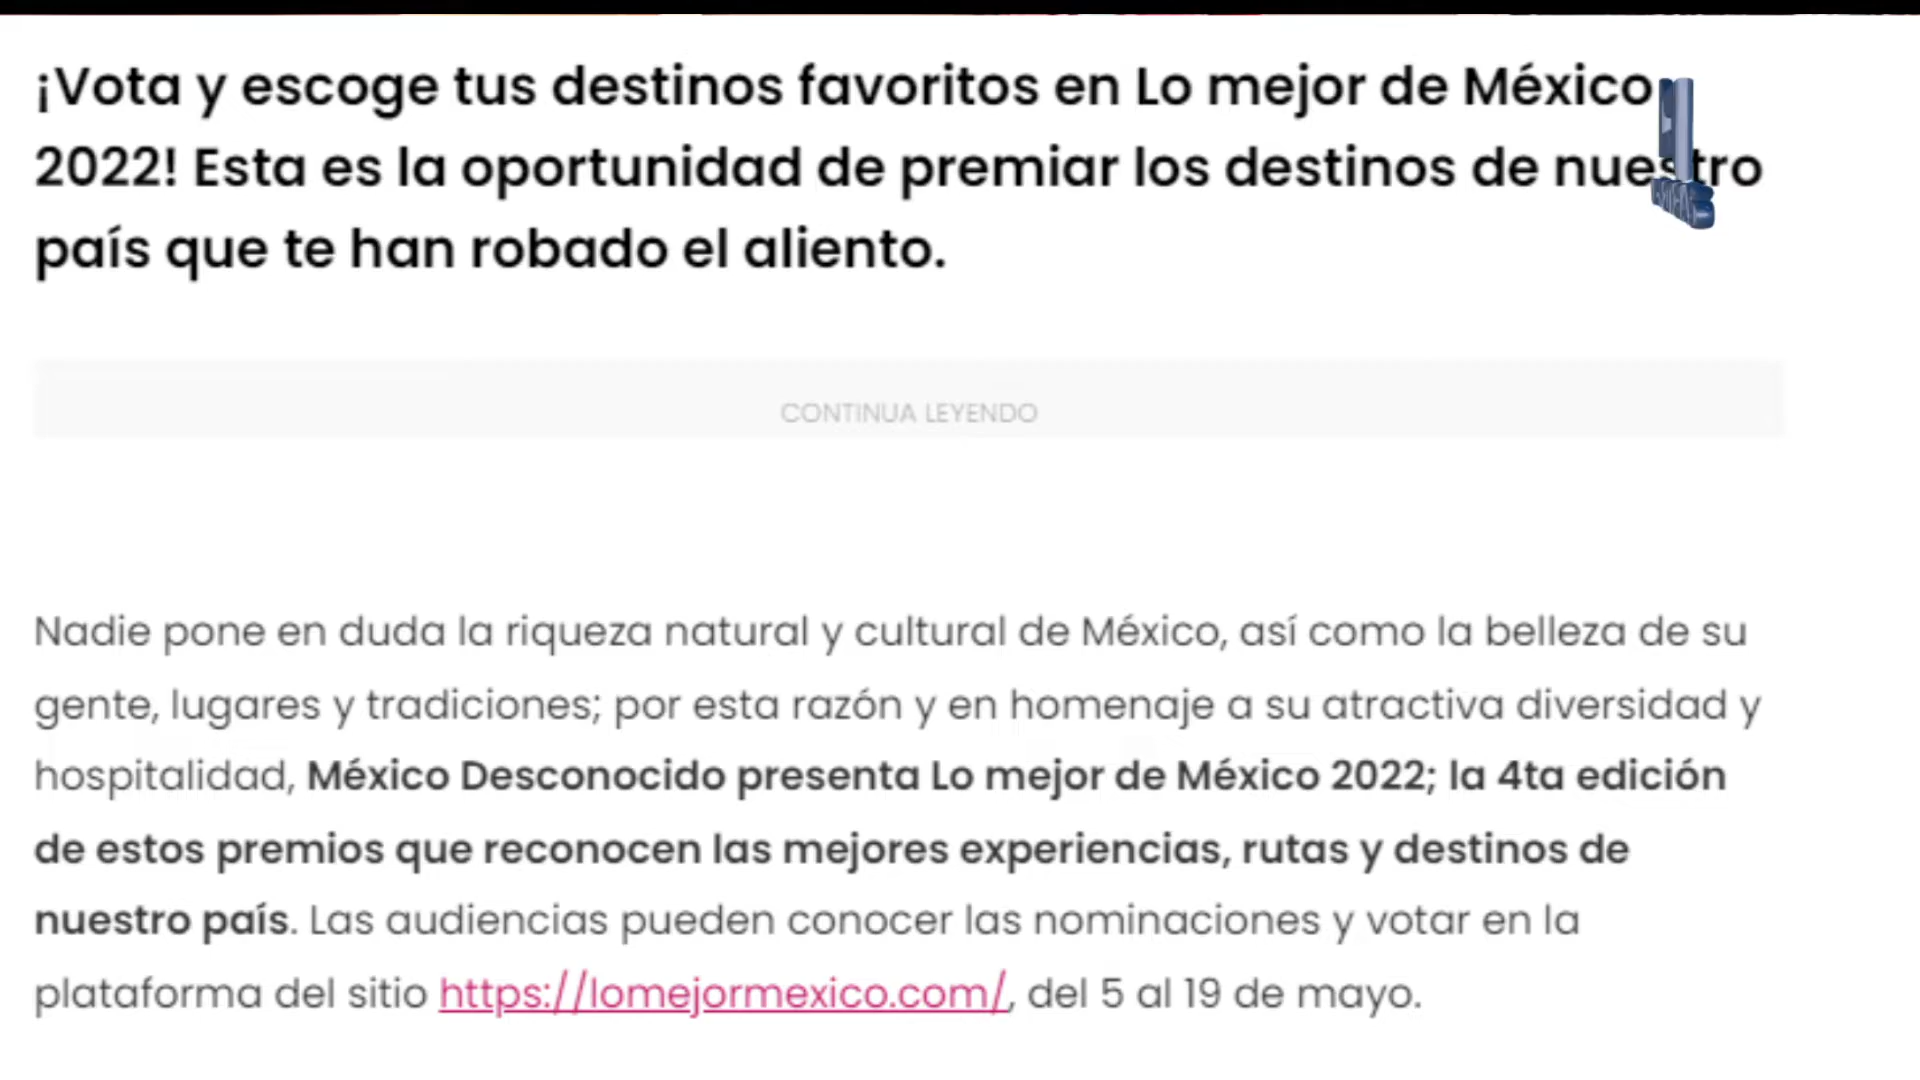 ¡Vota y escoge tus destinos favoritos en Lo mejor de México
2022! Esta es la oportunidad de premiar los destinos de nuestro
país que te han robado el aliento.
CONTINUA LEYENDO
Nadie pone en duda la riqueza natural y cultural de México, así como la belleza de su
gente, lugares y tradiciones; por esta razón y en homenaje a su atractiva diversidad y
hospitalidad, México Desconocido presenta Lo mejor de México 2022; la 4ta edición
de estos premios que reconocen las mejores experiencias, rutas y destinos de
nuestro país. Las audiencias pueden conocer las nominaciones y votar en la
plataforma del sitio https://lomejormexico.com/, del 5 al 19 de mayo.